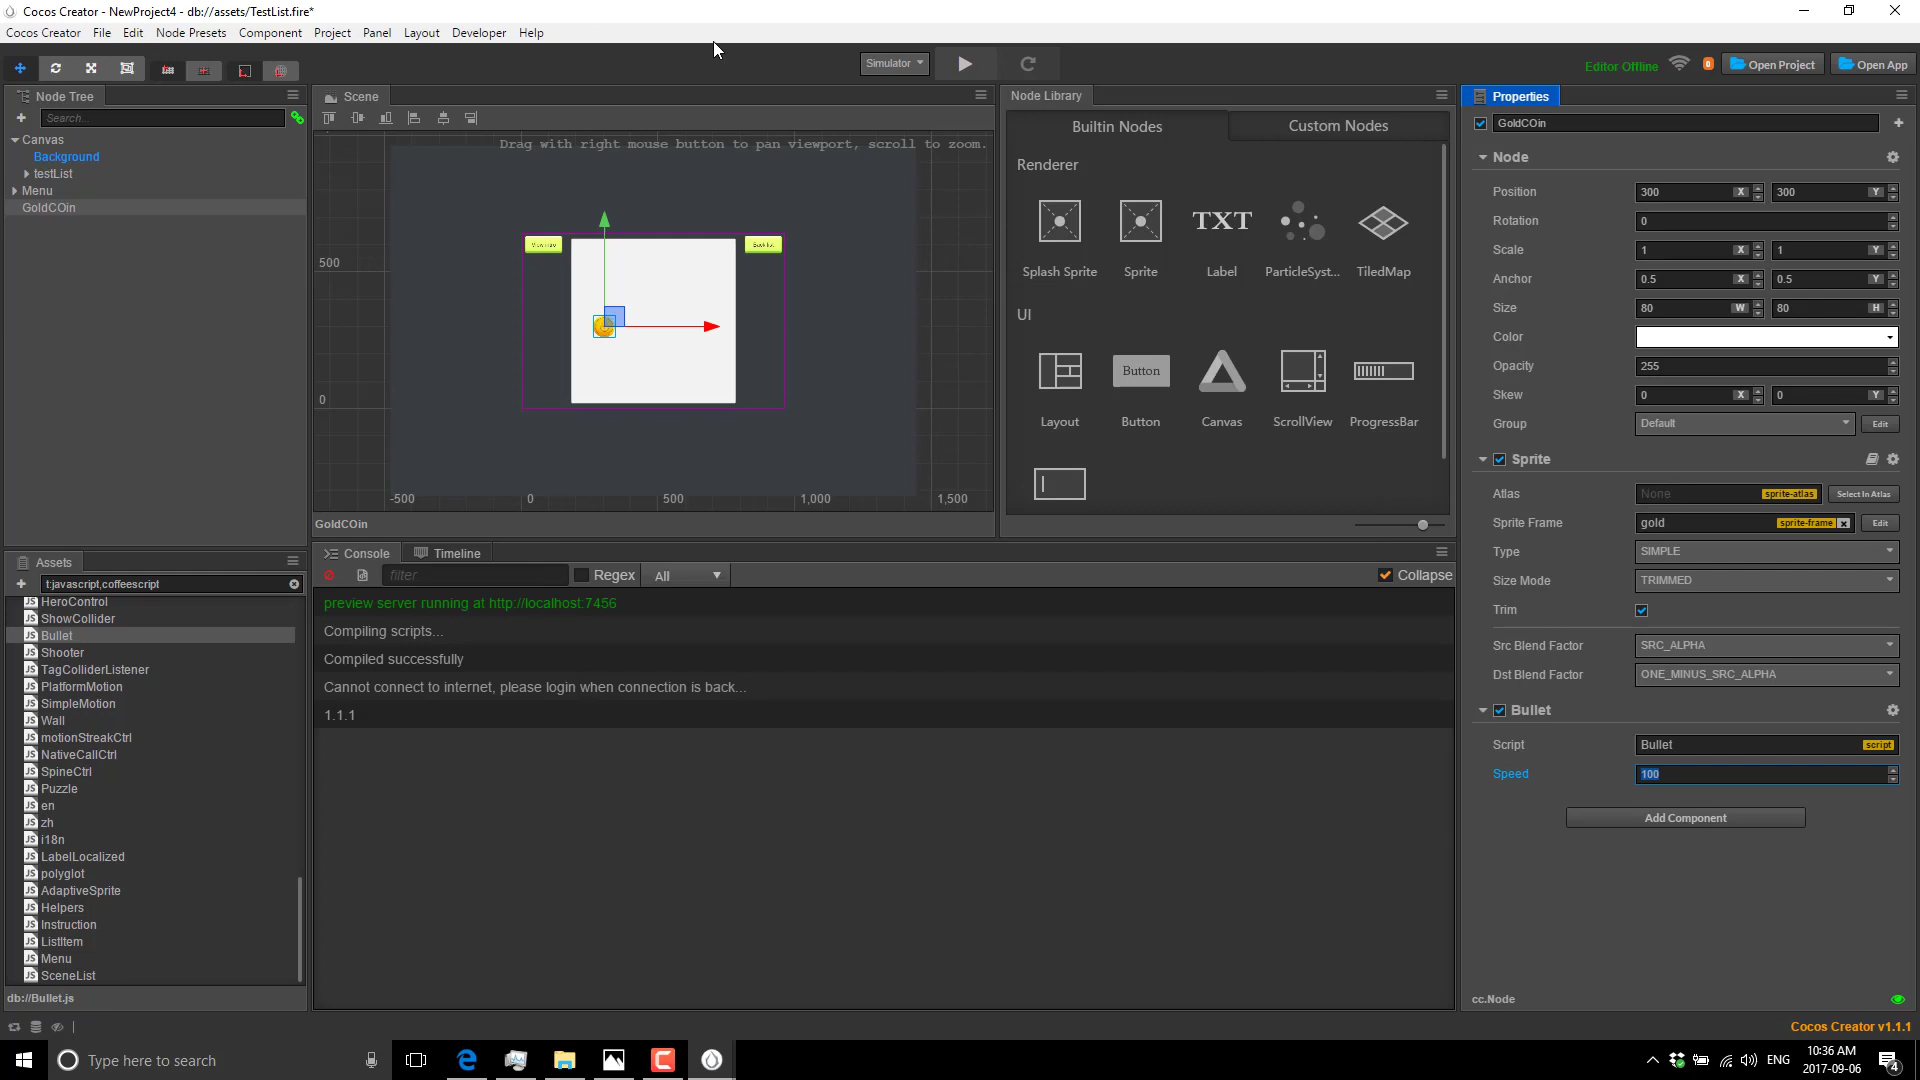 Cocos Creator - NewProject4 - db://assets/TestList.fire*
Cocos Creator File Edit Node Presets Component Project Panel Layout Developer Help
Simulator
Editor Offline
0
Open Project
Open App
Node Tree
Search...
Canvas
Background
testList
Menu
GoldCOin
Scene
Drag with right mouse button to pan viewport, scroll to zoom.
View nav
Back list
500
0
-500 0 500 1,000 1,500
GoldCOin
Node Library
Builtin Nodes
Custom Nodes
Renderer
TXT
Splash Sprite
Sprite
Label
ParticleSyst...
TiledMap
UI
Button
Layout
Button
Canvas
ScrollView
ProgressBar
Properties
GoldCOin
Node
Position 300 X 300 Y
Rotation 0
Scale 1 X 1 Y
Anchor 0.5 X 0.5 Y
Size 80 W 80 H
Color
Opacity 255
Skew 0 X 0 Y
Group Default Edit
Sprite
Atlas None sprite-atlas Select In Atlas
Sprite Frame gold sprite-frame Edit
Type SIMPLE
Size Mode TRIMMED
Trim
Src Blend Factor SRC_ALPHA
Dst Blend Factor ONE_MINUS_SRC_ALPHA
Bullet
Script Bullet script
Speed 100
Add Component
cc.Node
Assets
t:javascript,coffeescript
HeroControl
ShowCollider
Bullet
Shooter
TagColliderListener
PlatformMotion
SimpleMotion
Wall
motionStreakCtrl
NativeCallCtrl
SpineCtrl
Puzzle
en
zh
i18n
LabelLocalized
polyglot
AdaptiveSprite
Helpers
Instruction
ListItem
Menu
SceneList
db://Bullet.js
Console
Timeline
filter
Regex
All
Collapse
preview server running at http://localhost:7456
Compiling scripts...
Compiled successfully
Cannot connect to internet, please login when connection is back...
1.1.1
Cocos Creator v1.1.1
Type here to search
ENG
10:36 AM
2017-09-06
4